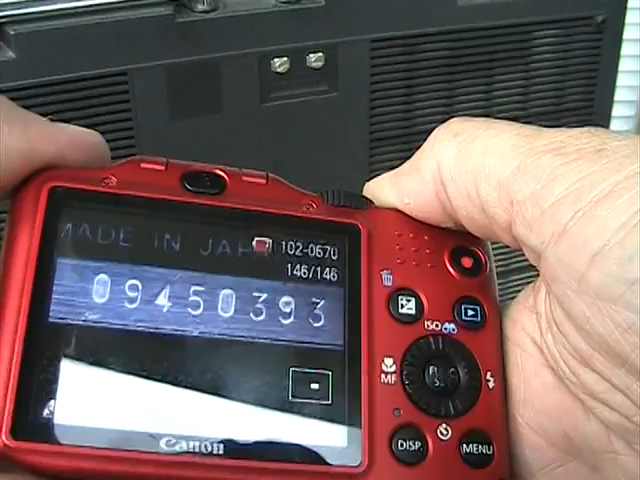 MADE IN JAPA
102-0670
146/146
09450393
ISO
MF
Canon
DISP.
MENU